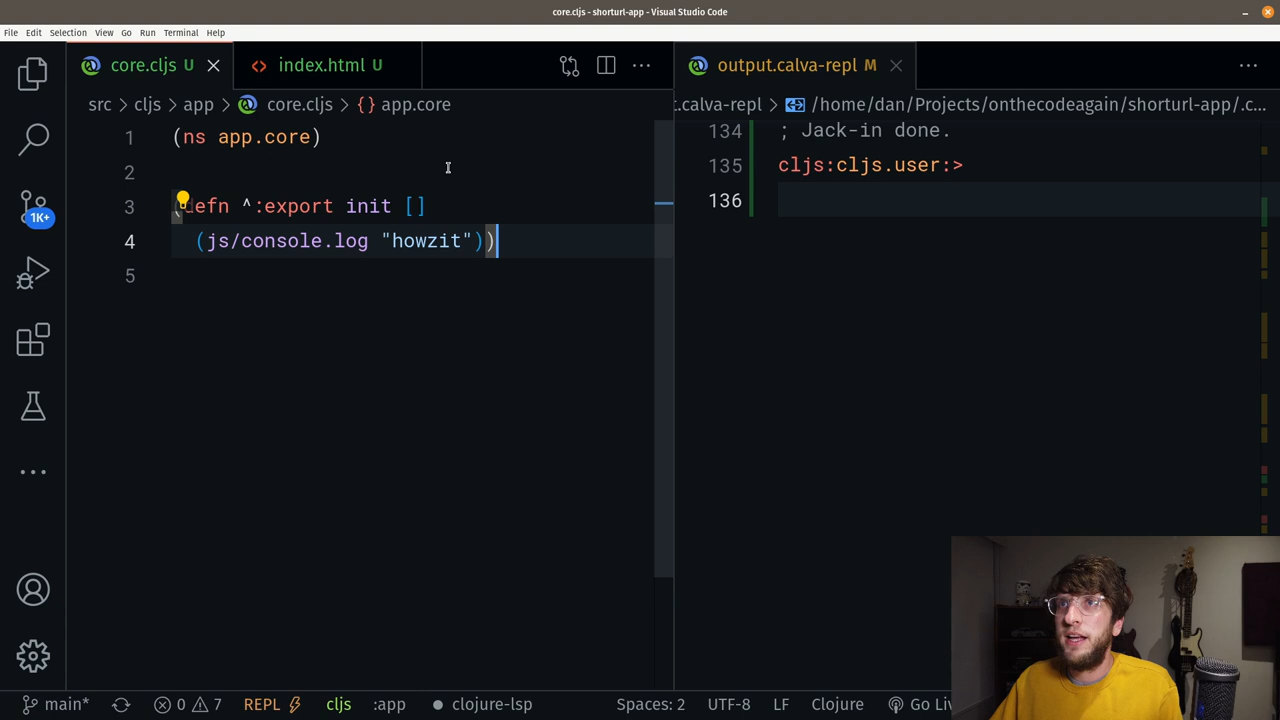 core.cljs - shorturl-app - Visual Studio Code
File Edit Selection View Go Run Terminal Help
core.cljs U
index.html U
output.calva-repl M
src > cljs > app > core.cljs > {} app.core
.calva-repl > /home/dan/Projects/onthecodeagain/shorturl-app/.c...
1 (ns app.core)
2
3 (defn ^:export init []
4 (js/console.log "howzit"))
5
134 ; Jack-in done.
135 cljs:cljs.user:>
136
1K+
main* 0 7 REPL cljs :app clojure-lsp Spaces: 2 UTF-8 LF Clojure Go Live